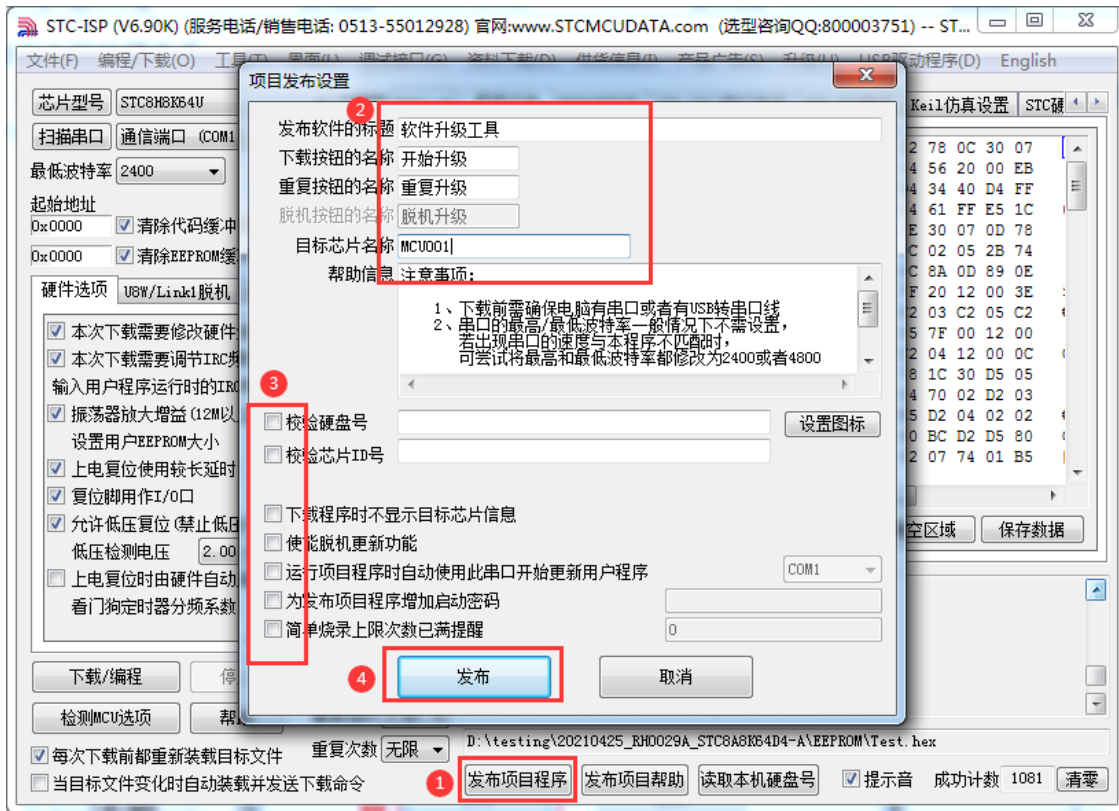 STC-ISP (V6.90K) (服务电话/销售电话: 0513-55012928) 官网:www.STCMCUDATA.com (选型咨询QQ:800003751) -- ST...
文件(F) 编程/下载(O)
驱动程序(D) English
项目发布设置
芯片型号 STC8H8K64U
Keil仿真设置
扫描串口 通信端口 (COM1
最低波特率 2400
起始地址
0x0000 清除代码缓冲
0x0000 清除EEPROM缓
硬件选项 U8W/Link1脱机
本次下载需要修改硬件
本次下载需要调节IRC频
输入用户程序运行时的IRC
振荡器放大增益(12M以
设置用户EEPROM大小
上电复位使用较长延时
复位脚用作I/O口
允许低压复位(禁止低压
低压检测电压 2.00
上电复位时由硬件自动
看门狗定时器分频系数
2
发布软件的标题 软件升级工具
下载按钮的名称 开始升级
重复按钮的名称 重复升级
脱机按钮的名称 脱机升级
目标芯片名称 MCU001
帮助信息 注意事项:
1、下载前需确保电脑有串口或者有USB转串口线
2、串口的最高/最低波特率一般情况下不需设置,
若出现串口的速度与本程序不匹配时,
可尝试将最高和最低波特率都修改为2400或者4800
3
校验硬盘号 设置图标
校验芯片ID号
下载程序时不显示目标芯片信息
使能脱机更新功能
运行项目程序时自动使用此串口开始更新用户程序 COM1
为发布项目程序增加启动密码
简单烧录上限次数已满提醒 0
4 发布 取消
2 78 0C 30 07
4 56 20 00 EB
4 34 40 D4 FF
4 61 FF E5 1C
E 30 07 0D 78
C 02 05 2B 74
C 8A 0D 89 0E
F 20 12 00 3E
2 03 C2 05 C2
5 7F 00 12 00
2 04 12 00 0C
8 1C 30 D5 05
4 70 02 D2 03
5 D2 04 02 02
0 BC D2 D5 80
2 07 74 01 B5
空区域 保存数据
下载/编程 停
检测MCU选项
每次下载前都重新装载目标文件 重复次数 无限
当目标文件变化时自动装载并发送下载命令
D:\testing\20210425_RH0029A_STC8A8K64D4-A\EEPROM\Test.hex
1 发布项目程序 发布项目帮助 读取本机硬盘号 提示音 成功计数 1081 清零